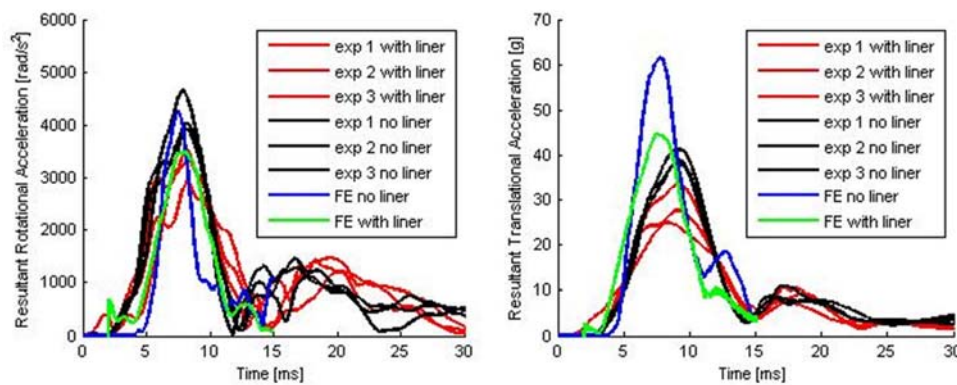 Resultant Rotational Acceleration [rad/s²]
6000
5000
4000
3000
2000
1000
0
exp 1 with liner
exp 2 with liner
exp 3 with liner
exp 1 no liner
exp 2 no liner
exp 3 no liner
FE no liner
FE with liner
0 5 10 15 20 25 30
Time [ms]
Resultant Translational Acceleration [g]
70
60
50
40
30
20
10
0
exp 1 with liner
exp 2 with liner
exp 3 with liner
exp 1 no liner
exp 2 no liner
exp 3 no liner
FE no liner
FE with liner
0 5 10 15 20 25 30
Time [ms]